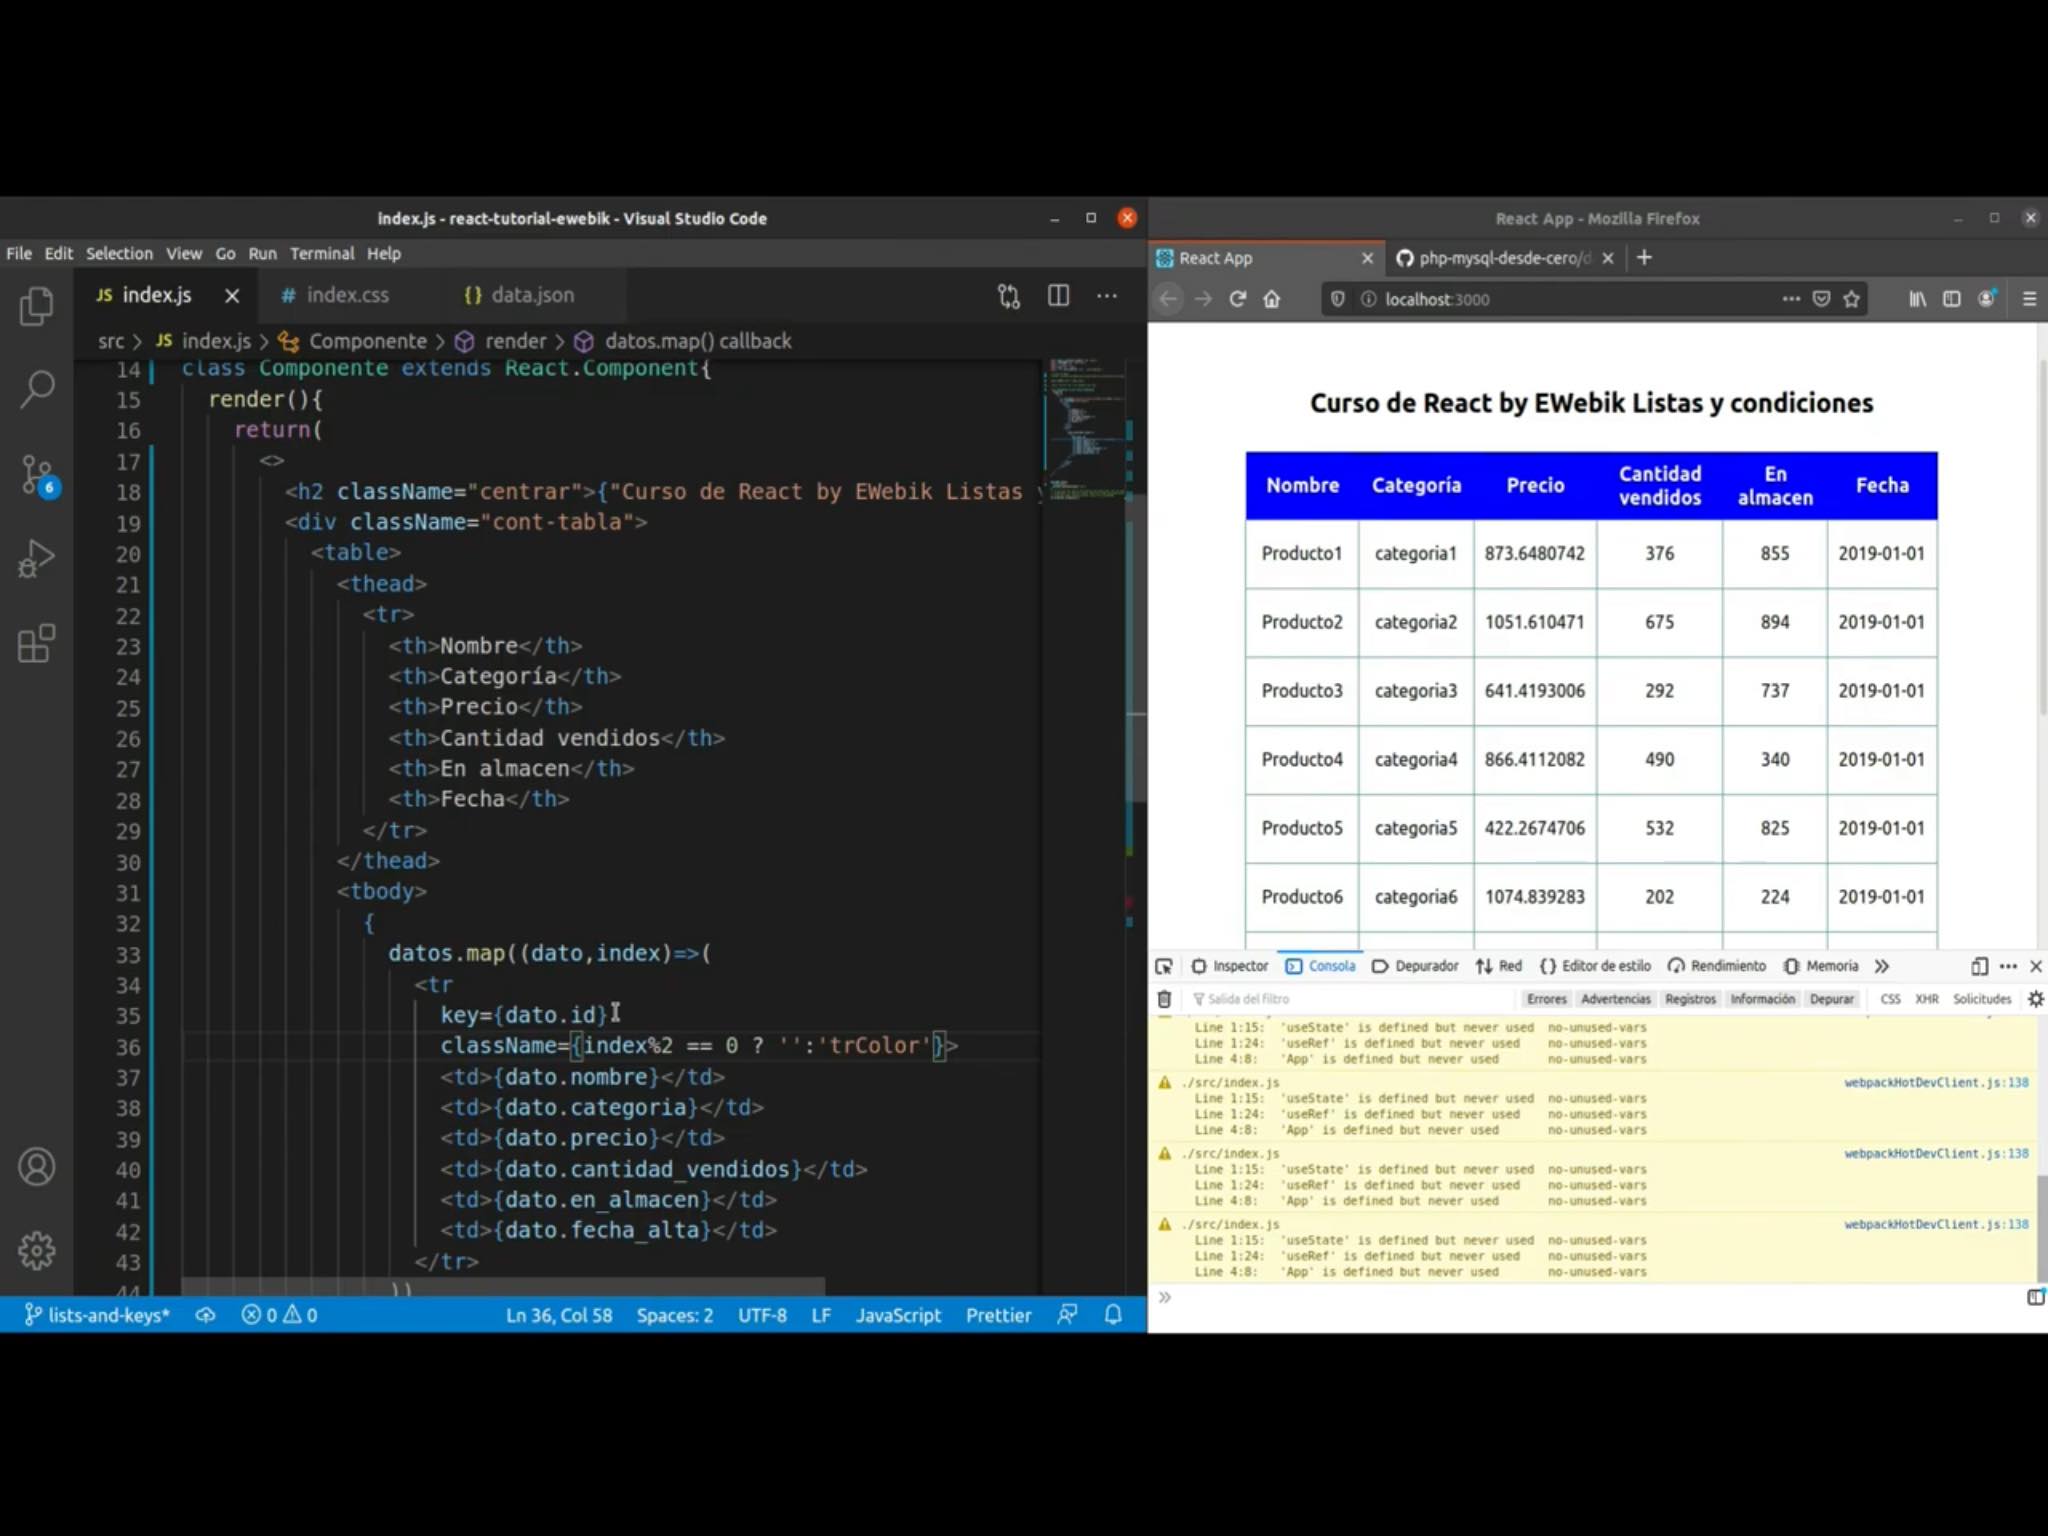 index.js - react-tutorial-ewebik - Visual Studio Code
File Edit Selection View Go Run Terminal Help
JS index.js
# index.css
{} data.json
src > JS index.js > Componente > render > datos.map() callback
14 class Componente extends React.Component{
15 render(){
16 return(
17 <>
18 <h2 className="centrar">{"Curso de React by EWebik Listas
19 <div className="cont-tabla">
20 <table>
21 <thead>
22 <tr>
23 <th>Nombre</th>
24 <th>Categoría</th>
25 <th>Precio</th>
26 <th>Cantidad vendidos</th>
27 <th>En almacen</th>
28 <th>Fecha</th>
29 </tr>
30 </thead>
31 <tbody>
32 {
33 datos.map((dato,index)=>(
34 <tr
35 key={dato.id}
36 className={index%2 == 0 ? '':'trColor'}>
37 <td>{dato.nombre}</td>
38 <td>{dato.categoria}</td>
39 <td>{dato.precio}</td>
40 <td>{dato.cantidad_vendidos}</td>
41 <td>{dato.en_almacen}</td>
42 <td>{dato.fecha_alta}</td>
43 </tr>
44 ))
6
lists-and-keys* 0 0 Ln 36, Col 58 Spaces: 2 UTF-8 LF JavaScript Prettier
React App - Mozilla Firefox
React App
php-mysql-desde-cero/d
localhost:3000
Curso de React by EWebik Listas y condiciones
Nombre Categoría Precio Cantidad vendidos En almacen Fecha
Producto1 categoria1 873.6480742 376 855 2019-01-01
Producto2 categoria2 1051.610471 675 894 2019-01-01
Producto3 categoria3 641.4193006 292 737 2019-01-01
Producto4 categoria4 866.4112082 490 340 2019-01-01
Producto5 categoria5 422.2674706 532 825 2019-01-01
Producto6 categoria6 1074.839283 202 224 2019-01-01
Inspector Consola Depurador Red Editor de estilo Rendimiento Memoria
Salida del filtro Errores Advertencias Registros Información Depurar CSS XHR Solicitudes
Line 1:15: 'useState' is defined but never used no-unused-vars
Line 1:24: 'useRef' is defined but never used no-unused-vars
Line 4:8: 'App' is defined but never used no-unused-vars
./src/index.js webpackHotDevClient.js:138
Line 1:15: 'useState' is defined but never used no-unused-vars
Line 1:24: 'useRef' is defined but never used no-unused-vars
Line 4:8: 'App' is defined but never used no-unused-vars
./src/index.js webpackHotDevClient.js:138
Line 1:15: 'useState' is defined but never used no-unused-vars
Line 1:24: 'useRef' is defined but never used no-unused-vars
Line 4:8: 'App' is defined but never used no-unused-vars
./src/index.js webpackHotDevClient.js:138
Line 1:15: 'useState' is defined but never used no-unused-vars
Line 1:24: 'useRef' is defined but never used no-unused-vars
Line 4:8: 'App' is defined but never used no-unused-vars